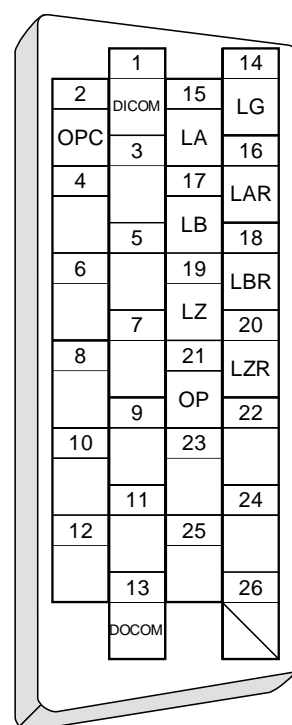 1 14
2 15
DICOM LG
OPC LA
3 16
4 17
LAR
LB
5 18
6 19
LBR
LZ
7 20
8 21
LZR
OP
9 22
10 23
11 24
12 25
13 26
DOCOM